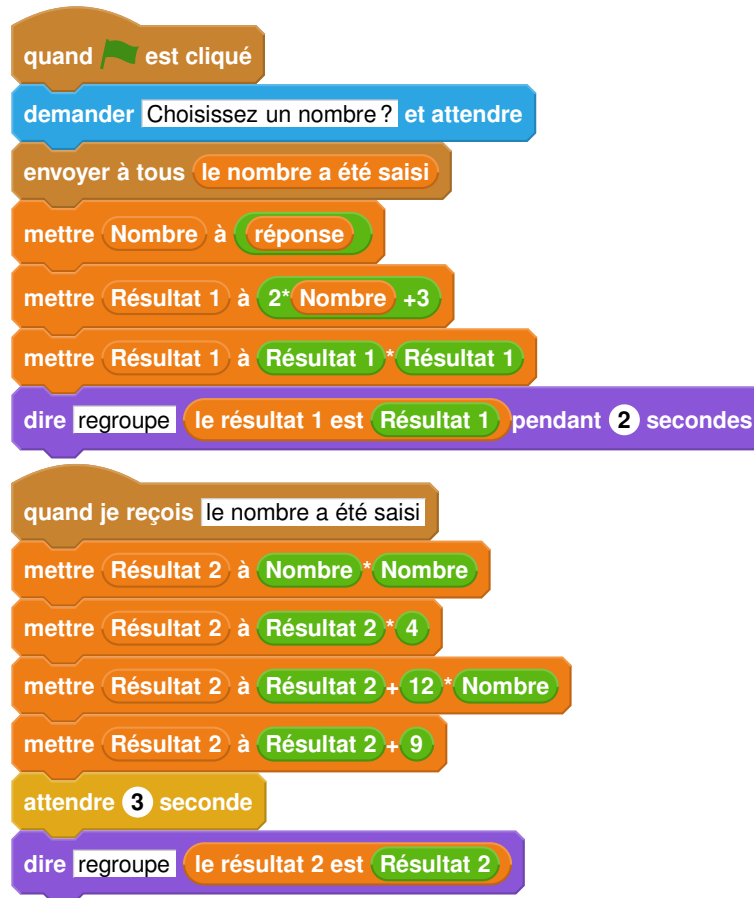 quand est cliqué
demander Choisissez un nombre ? et attendre
envoyer à tous le nombre a été saisi
mettre Nombre à réponse
mettre Résultat 1 à 2* Nombre +3
mettre Résultat 1 à Résultat 1 * Résultat 1
dire regroupe le résultat 1 est Résultat 1 pendant 2 secondes
quand je reçois le nombre a été saisi
mettre Résultat 2 à Nombre * Nombre
mettre Résultat 2 à Résultat 2 * 4
mettre Résultat 2 à Résultat 2 + 12 * Nombre
mettre Résultat 2 à Résultat 2 + 9
attendre 3 seconde
dire regroupe le résultat 2 est Résultat 2